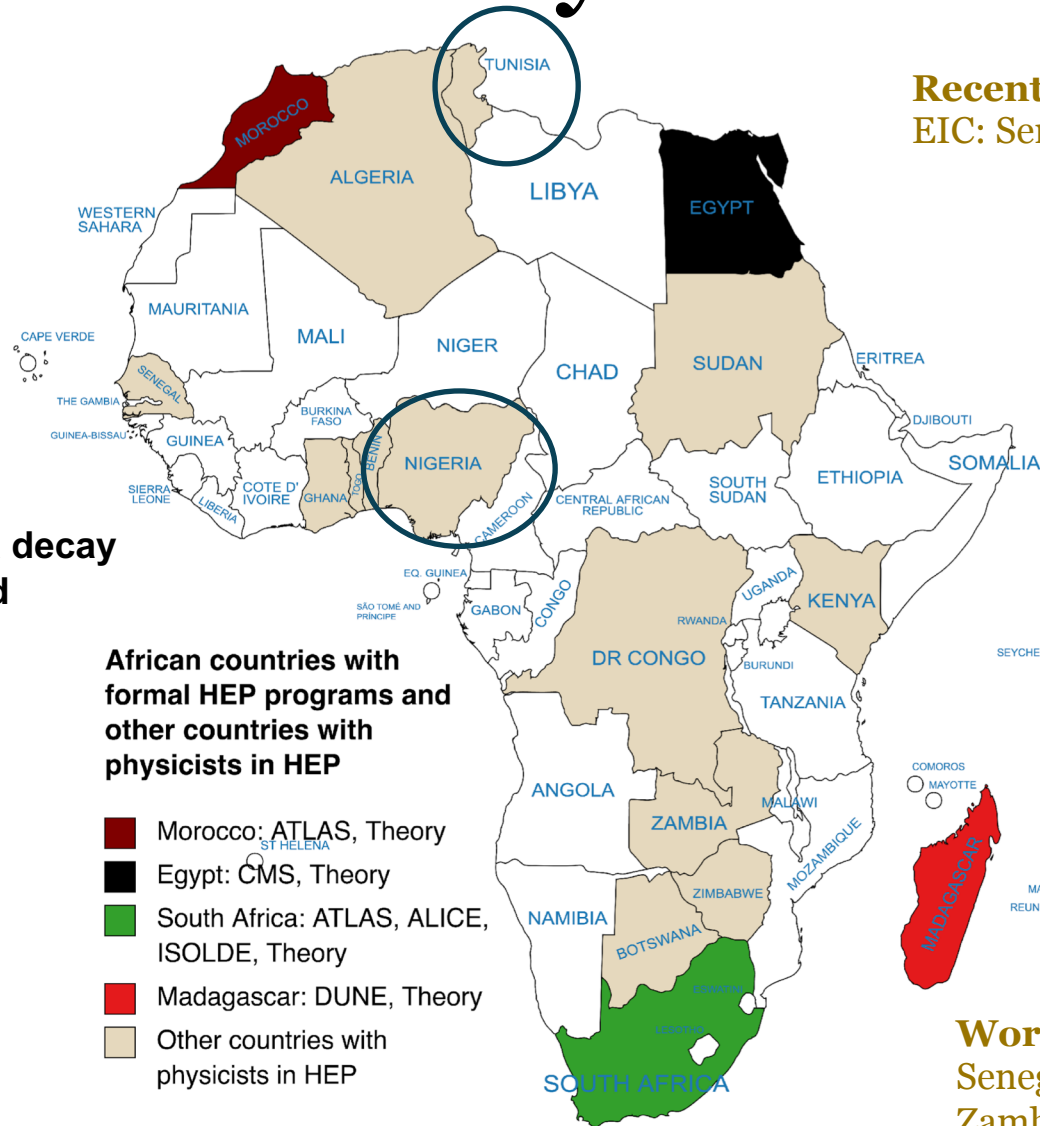 TUNISIA
Recent
EIC: Ser
MOROCCO
ALGERIA
LIBYA
EGYPT
WESTERN
SAHARA
MAURITANIA
MALI
NIGER
CHAD
SUDAN
ERITREA
CAPE VERDE
SENEGAL
THE GAMBIA
GUINEA-BISSAU
GUINEA
BURKINA
FASO
BENIN
NIGERIA
DJIBOUTI
SOMALIA
ETHIOPIA
SOUTH
SUDAN
SIERRA
LEONE
LIBERIA
COTE D'
IVOIRE
GHANA
TOGO
CAMEROON
CENTRAL AFRICAN
REPUBLIC
decay
d
EQ. GUINEA
SÃO TOMÉ AND
PRÍNCIPE
GABON
CONGO
UGANDA
KENYA
RWANDA
DR CONGO
BURUNDI
SEYCHE
TANZANIA
African countries with
formal HEP programs and
other countries with
physicists in HEP
COMOROS
MAYOTTE
ANGOLA
MALAWI
ZAMBIA
MOZAMBIQUE
Morocco: ATLAS, Theory
ST HELENA
Egypt: CMS, Theory
South Africa: ATLAS, ALICE,
ISOLDE, Theory
Madagascar: DUNE, Theory
Other countries with
physicists in HEP
ZIMBABWE
MADAGASCAR
MA
REUN
NAMIBIA
BOTSWANA
ESWATINI
LESOTHO
SOUTH AFRICA
Wor
Seneg
Zamb